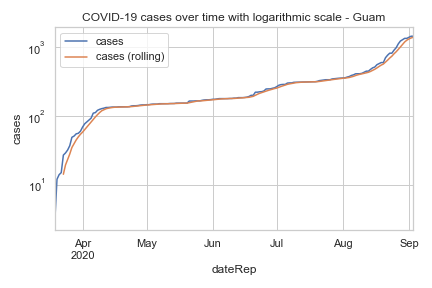 COVID-19 cases over time with logarithmic scale - Guam
cases
cases (rolling)
10³
10²
10¹
cases
Apr
2020
May
Jun
Jul
Aug
Sep
dateRep